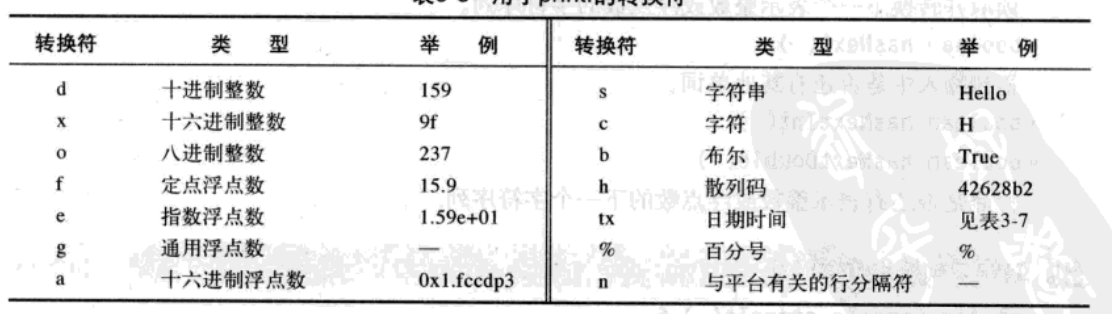 表3-5 用于printf的转换符
转换符 类 型 举 例 转换符 类 型 举 例
d 十进制整数 159 s 字符串 Hello
x 十六进制整数 9f c 字符 H
o 八进制整数 237 b 布尔 True
f 定点浮点数 15.9 h 散列码 42628b2
e 指数浮点数 1.59e+01 tx 日期时间 见表3-7
g 通用浮点数 — % 百分号 %
a 十六进制浮点数 0x1.fccdp3 n 与平台有关的行分隔符 —